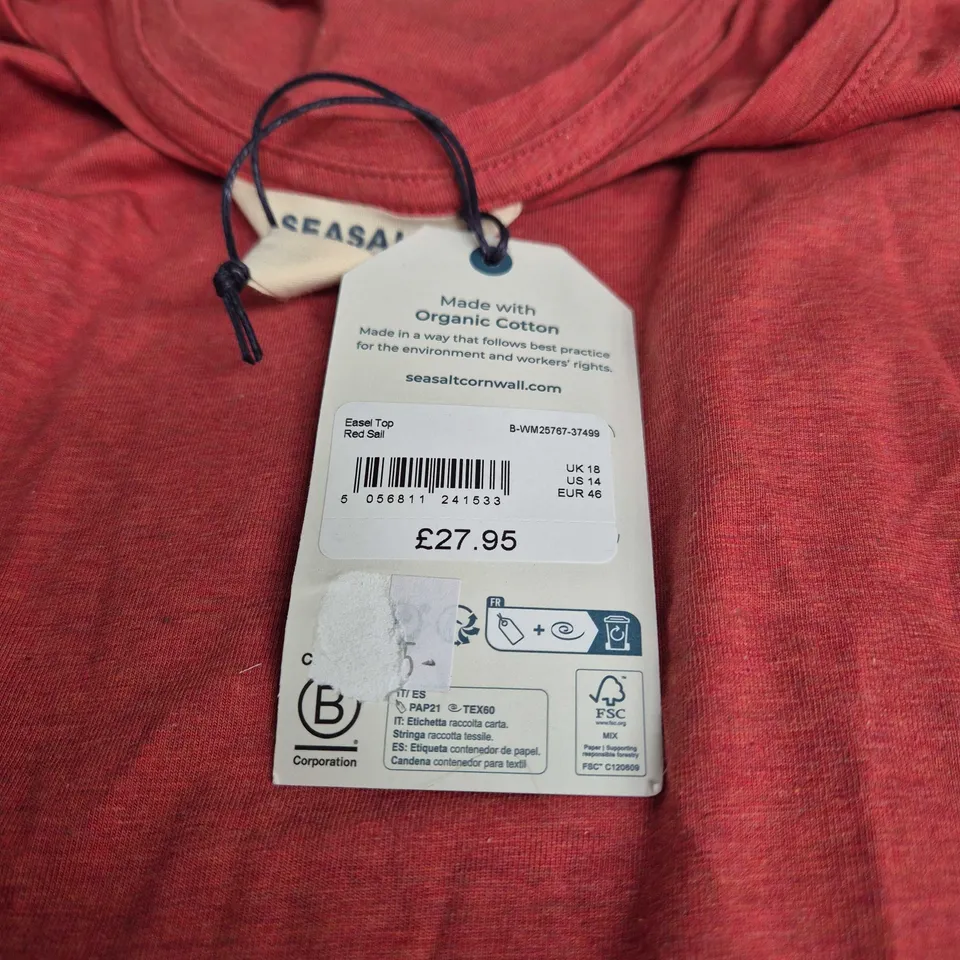 SEASAL
Made with
Organic Cotton
Made in a way that follows best practice
for the environment and workers' rights.
seasaltcornwall.com
Easel Top
Red Sail
B-WM25767-37499
UK 18
US 14
EUR 46
5 056811 241533
£27.95
5-
FR
+
C
B
Corporation
IT/ ES
PAP21 TEX60
IT: Etichetta raccolta carta.
Stringa raccolta tessile.
ES: Etiqueta contenedor de papel.
Candena contenedor para textil
FSC
www.fsc.org
MIX
Paper | Supporting
responsible forestry
FSC™ C120609